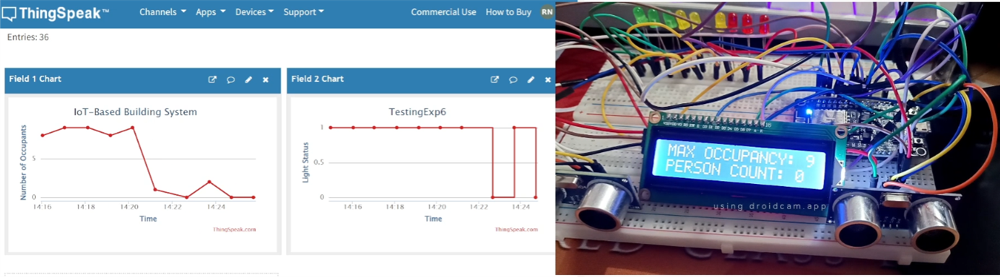 ThingSpeak™ Channels Apps Devices Support Commercial Use How to Buy RN
Entries: 36
Field 1 Chart
IoT-Based Building System
Number of Occupants
5
0
14:16 14:18 14:20 14:22 14:24
Time
ThingSpeak.com
Field 2 Chart
TestingExp6
Light Status
1
0.5
0
14:16 14:18 14:20 14:22 14:24
Time
ThingSpeak.com
MAX OCCUPANCY: 9
PERSON COUNT: 0
using droidcam.app